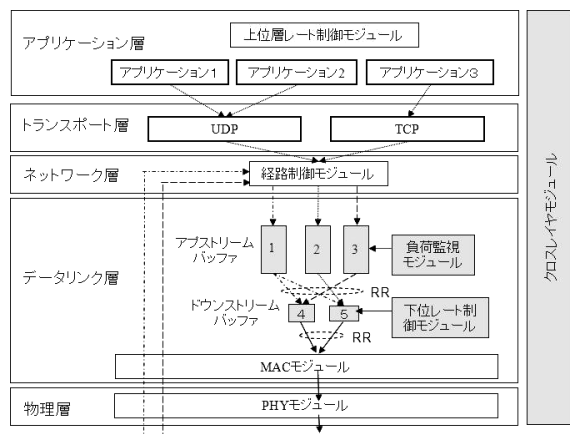 アプリケーション層
上位層レート制御モジュール
アプリケーション1
アプリケーション2
アプリケーション3
トランスポート層
UDP
TCP
ネットワーク層
経路制御モジュール
データリンク層
アプストリーム
バッファ
1
2
3
負荷監視
モジュール
RR
ドウンストリーム
バッファ
4
5
下位レート制
御モジュール
RR
MACモジュール
物理層
PHYモジュール
クロスレイヤモジュール